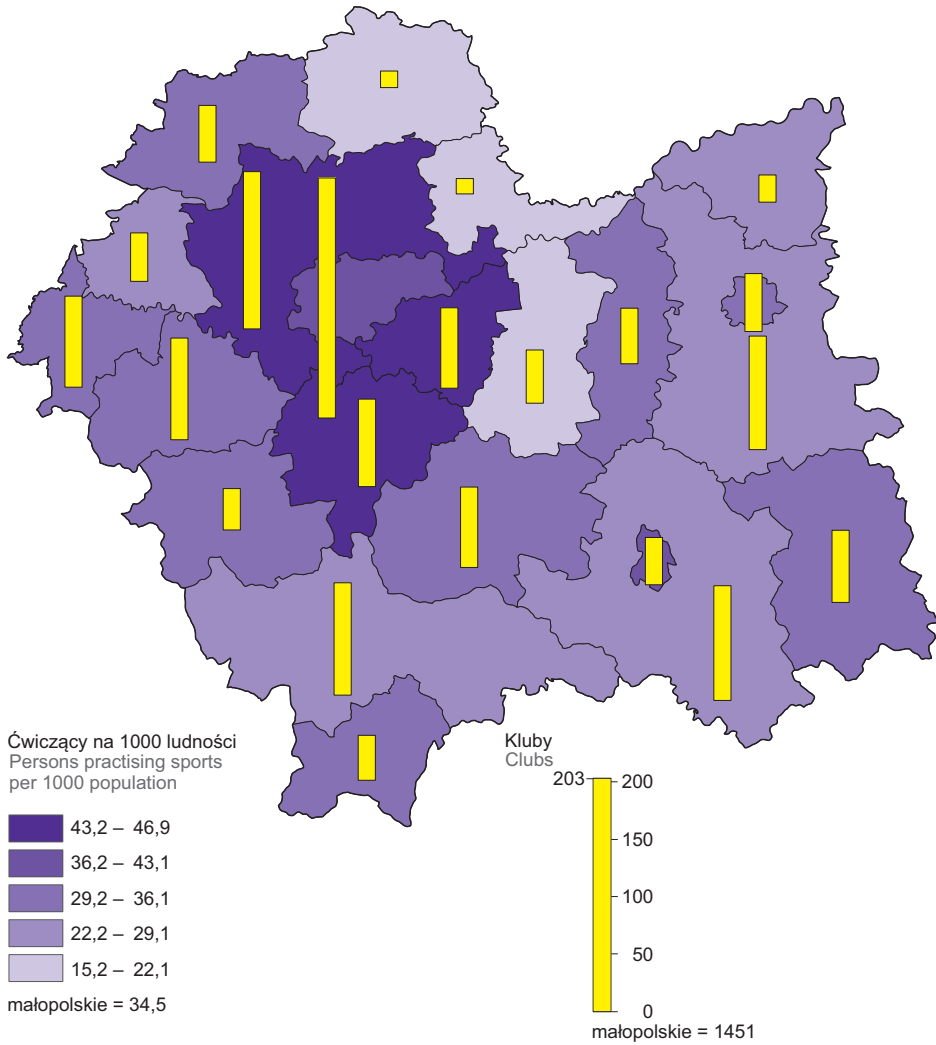 Ćwiczący na 1000 ludności
Persons practising sports
per 1000 population
43,2 – 46,9
36,2 – 43,1
29,2 – 36,1
22,2 – 29,1
15,2 – 22,1
małopolskie = 34,5
Kluby
Clubs
203
200
150
100
50
0
małopolskie = 1451